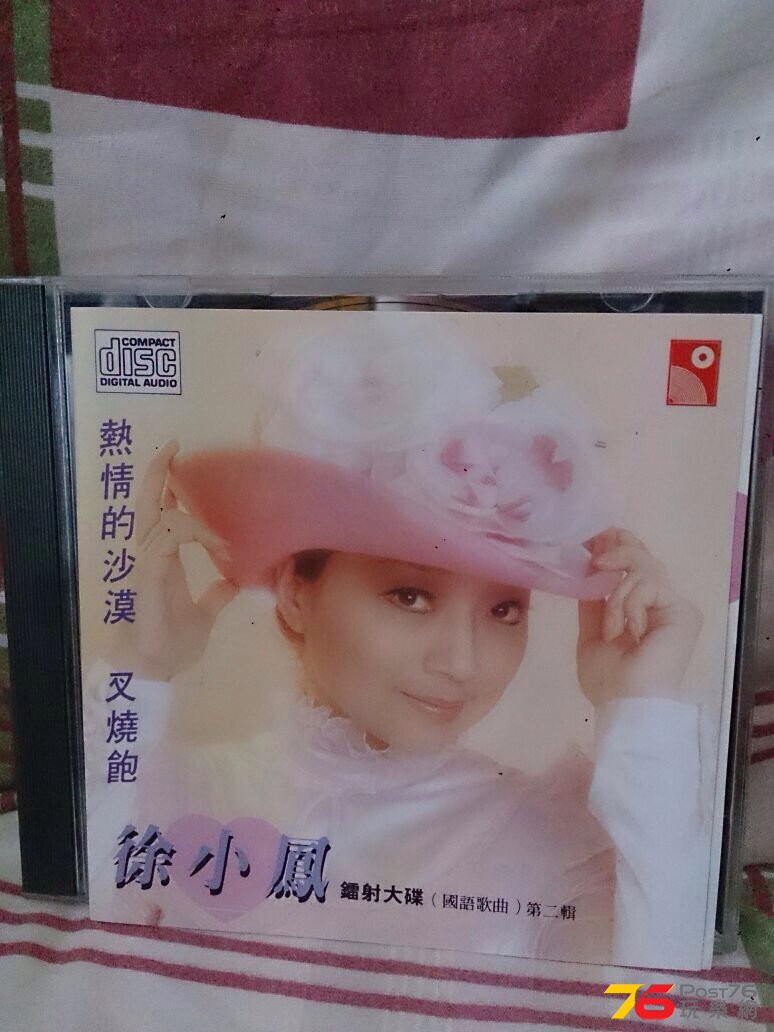 COMPACT
disc
DIGITAL AUDIO
熱情的沙漠 叉燒飽
徐小鳳 鐳射大碟(國語歌曲)第二輯
76 Post76
玩樂網